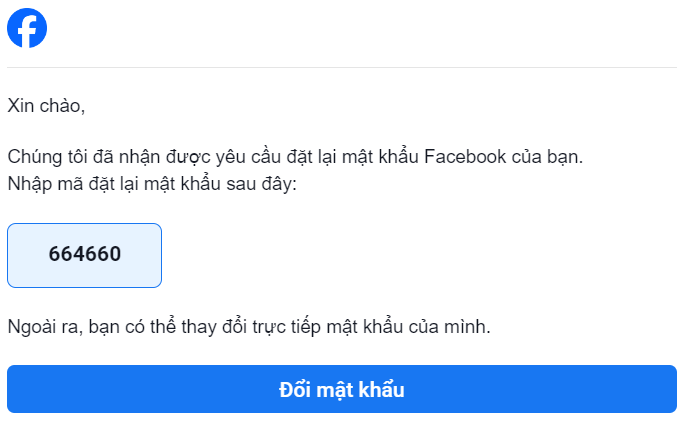 Xin chào,
Chúng tôi đã nhận được yêu cầu đặt lại mật khẩu Facebook của bạn.
Nhập mã đặt lại mật khẩu sau đây:
664660
Ngoài ra, bạn có thể thay đổi trực tiếp mật khẩu của mình.
Đổi mật khẩu